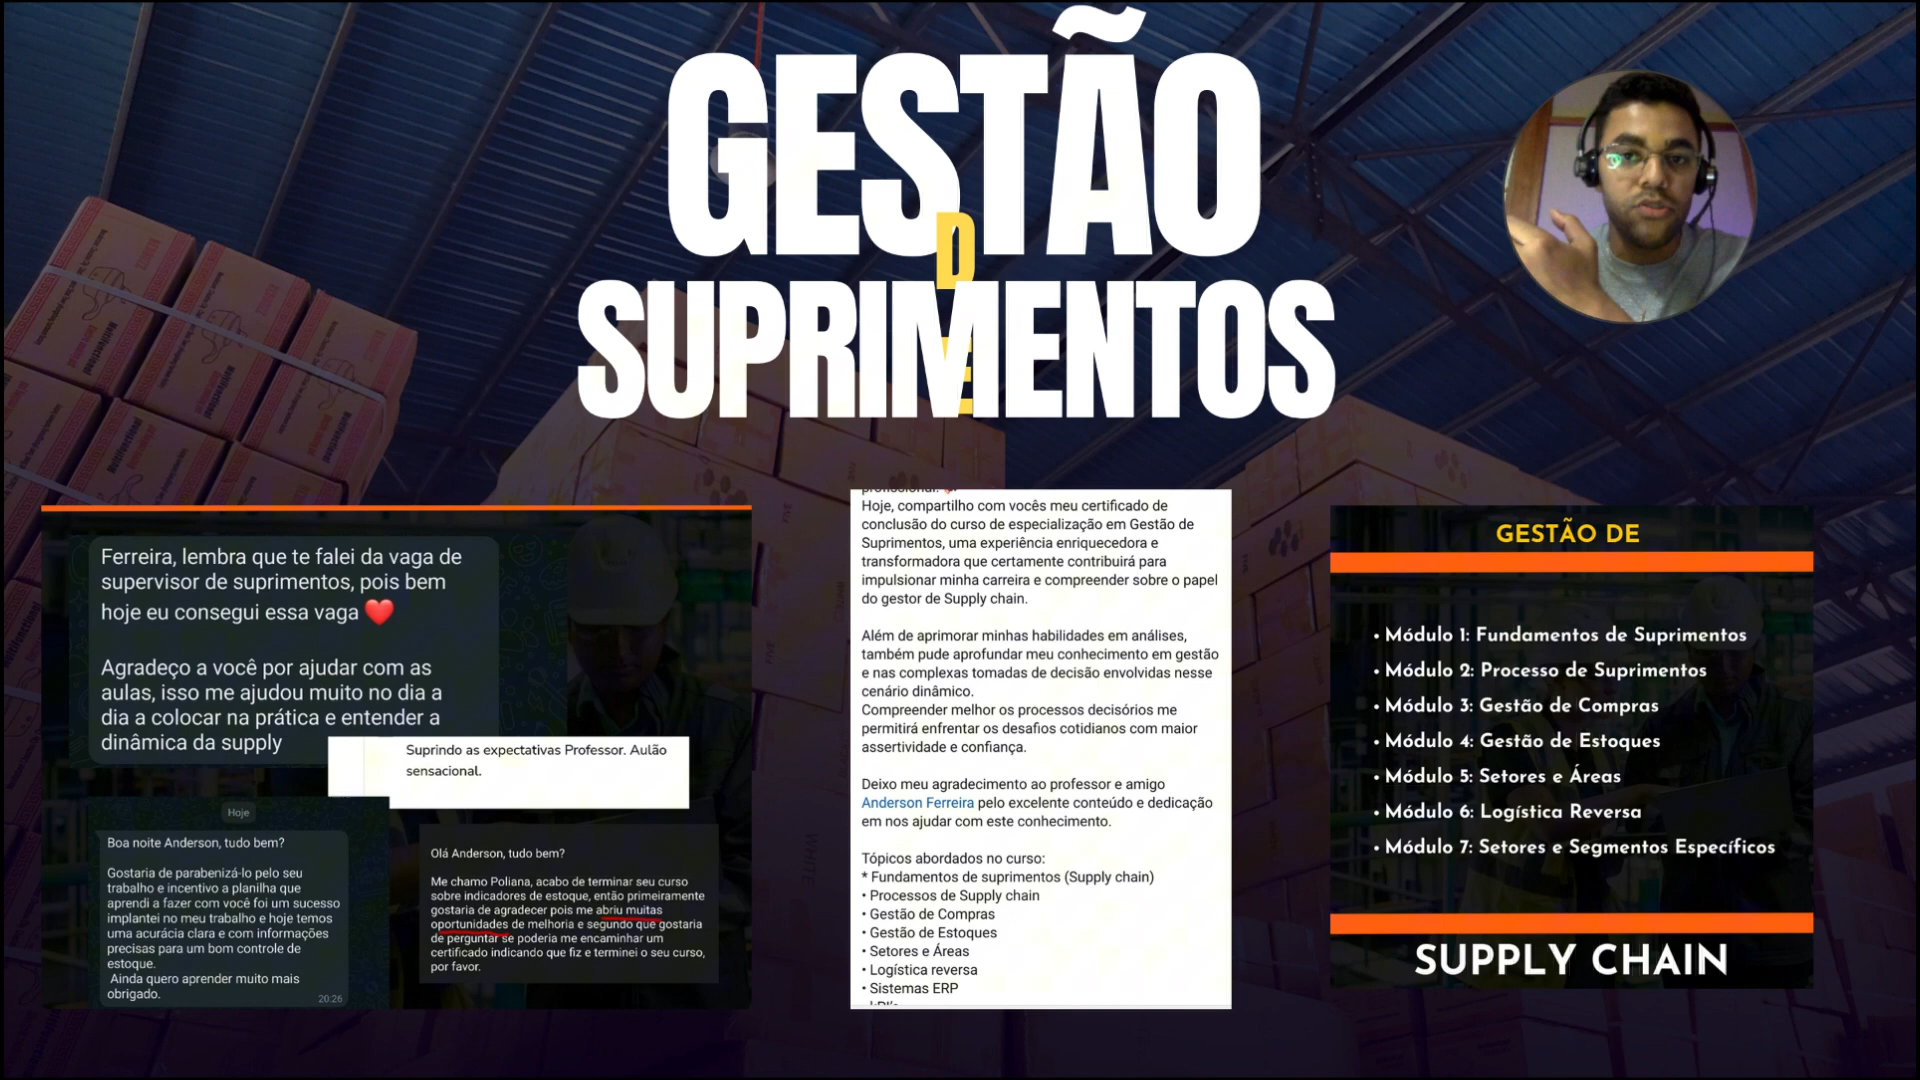 GESTÃO
DE
SUPRIMENTOS
Ferreira, lembra que te falei da vaga de
supervisor de suprimentos, pois bem
hoje eu consegui essa vaga ❤️
Agradeço a você por ajudar com as
aulas, isso me ajudou muito no dia a
dia a colocar na prática e entender a
dinâmica da supply
Suprindo as expectativas Professor. Aulão
sensacional.
Hoje
Boa noite Anderson, tudo bem?
Gostaria de parabenizá-lo pelo seu
trabalho e incentivo a planilha que
aprendi a fazer com você foi um sucesso
implantei no meu trabalho e hoje temos
uma acurácia clara e com informações
precisas para um bom controle de
estoque.
Ainda quero aprender muito mais
obrigado.
20:26
Olá Anderson, tudo bem?
Me chamo Poliana, acabo de terminar seu curso
sobre indicadores de estoque, então primeiramente
gostaria de agradecer pois me abriu muitas
oportunidades de melhoria e segundo que gostaria
de perguntar se poderia me encaminhar um
certificado indicando que fiz e terminei o seu curso,
por favor.
Hoje, compartilho com vocês meu certificado de
conclusão do curso de especialização em Gestão de
Suprimentos, uma experiência enriquecedora e
transformadora que certamente contribuirá para
impulsionar minha carreira e compreender sobre o papel
do gestor de Supply chain.
Além de aprimorar minhas habilidades em análises,
também pude aprofundar meu conhecimento em gestão
e nas complexas tomadas de decisão envolvidas nesse
cenário dinâmico.
Compreender melhor os processos decisórios me
permitirá enfrentar os desafios cotidianos com maior
assertividade e confiança.
Deixo meu agradecimento ao professor e amigo
Anderson Ferreira pelo excelente conteúdo e dedicação
em nos ajudar com este conhecimento.
Tópicos abordados no curso:
* Fundamentos de suprimentos (Supply chain)
• Processos de Supply chain
• Gestão de Compras
• Gestão de Estoques
• Setores e Áreas
• Logística reversa
• Sistemas ERP
GESTÃO DE
• Módulo 1: Fundamentos de Suprimentos
• Módulo 2: Processo de Suprimentos
• Módulo 3: Gestão de Compras
• Módulo 4: Gestão de Estoques
• Módulo 5: Setores e Áreas
• Módulo 6: Logística Reversa
• Módulo 7: Setores e Segmentos Específicos
SUPPLY CHAIN